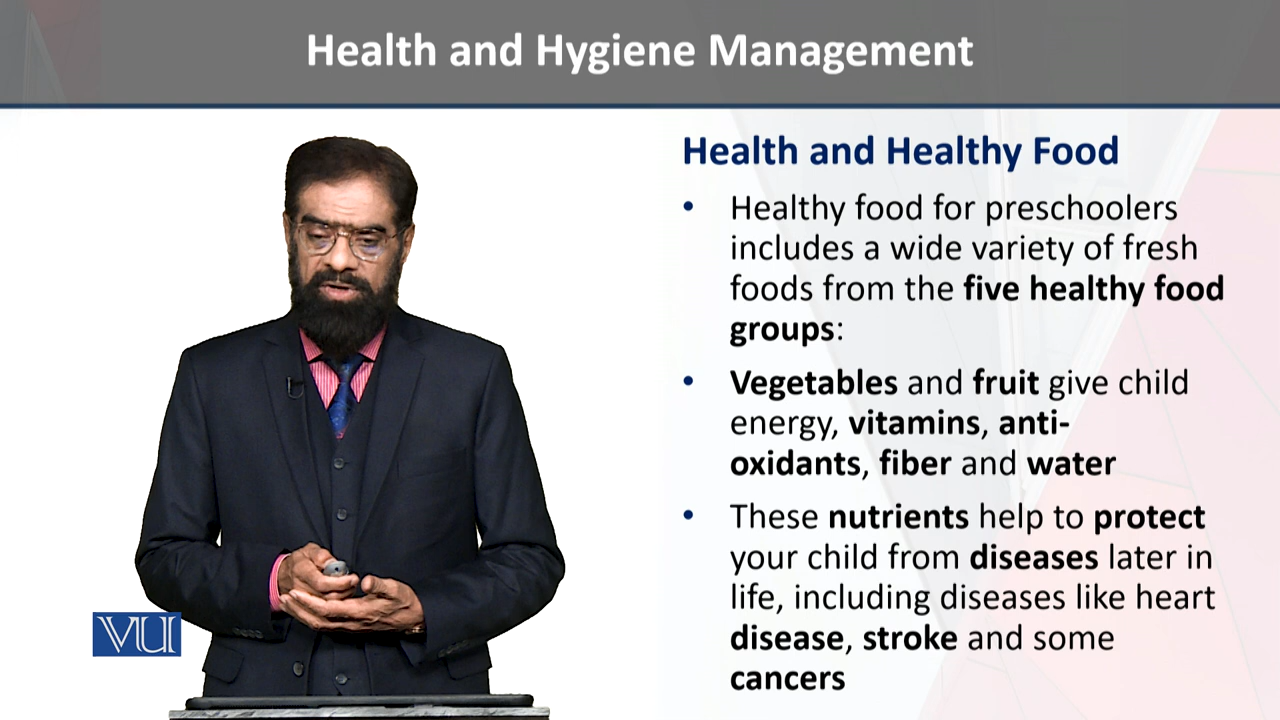 Health and Hygiene Management
Health and Healthy Food
• Healthy food for preschoolers
includes a wide variety of fresh
foods from the five healthy food
groups:
• Vegetables and fruit give child
energy, vitamins, anti-
oxidants, fiber and water
• These nutrients help to protect
your child from diseases later in
life, including diseases like heart
disease, stroke and some
cancers
VU